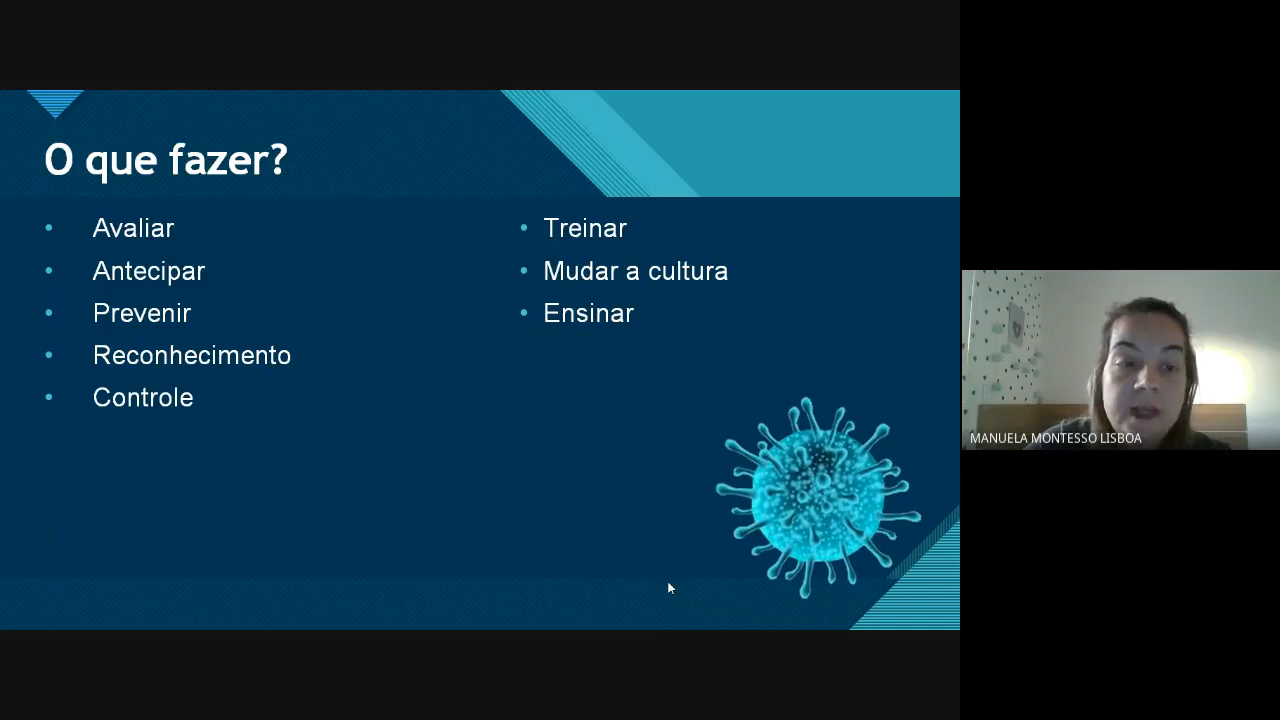 O que fazer?
• Avaliar
• Antecipar
• Prevenir
• Reconhecimento
• Controle
• Treinar
• Mudar a cultura
• Ensinar
MANUELA MONTESSO LISBOA